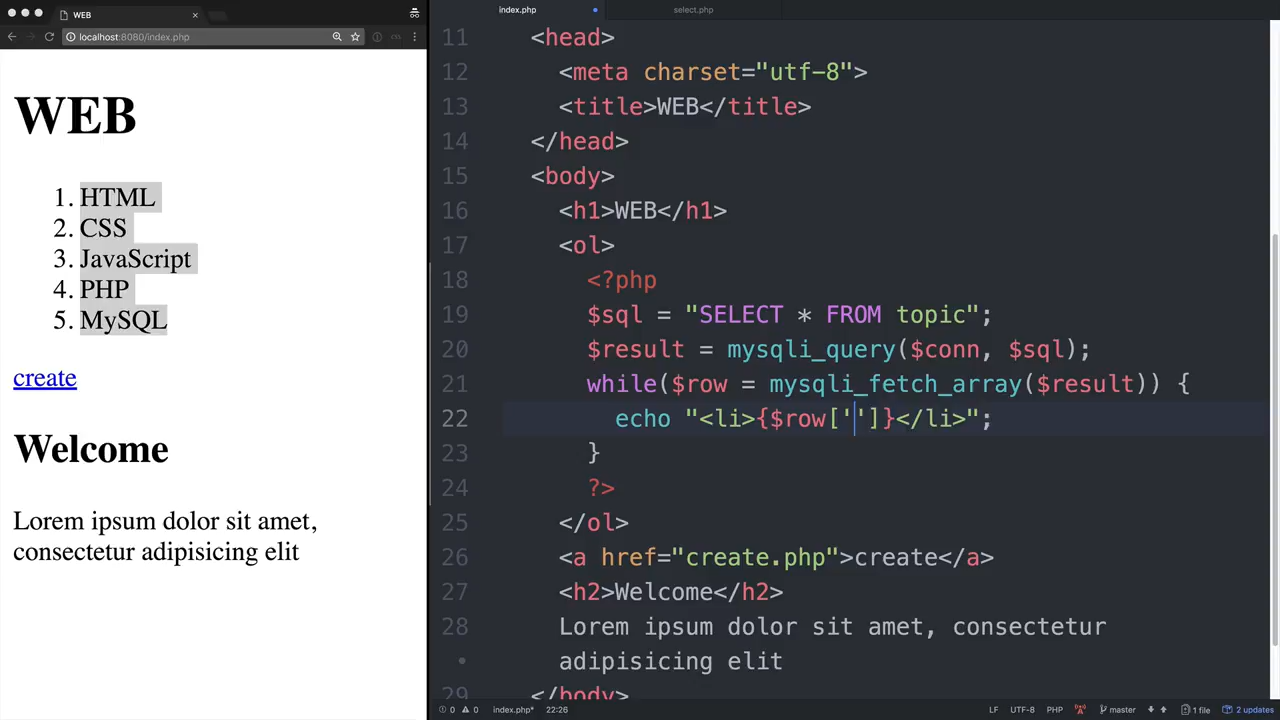 WEB
localhost:8080/index.php
WEB
1. HTML
2. CSS
3. JavaScript
4. PHP
5. MySQL
create
Welcome
Lorem ipsum dolor sit amet,
consectetur adipisicing elit
index.php
select.php
11 <head>
12 <meta charset="utf-8">
13 <title>WEB</title>
14 </head>
15 <body>
16 <h1>WEB</h1>
17 <ol>
18 <?php
19 $sql = "SELECT * FROM topic";
20 $result = mysqli_query($conn, $sql);
21 while($row = mysqli_fetch_array($result)) {
22 echo "<li>{$row['']}</li>";
23 }
24 ?>
25 </ol>
26 <a href="create.php">create</a>
27 <h2>Welcome</h2>
28 Lorem ipsum dolor sit amet, consectetur
• adipisicing elit
29 </body>
0 0 index.php* 22:26 LF UTF-8 PHP master 1 file 2 updates